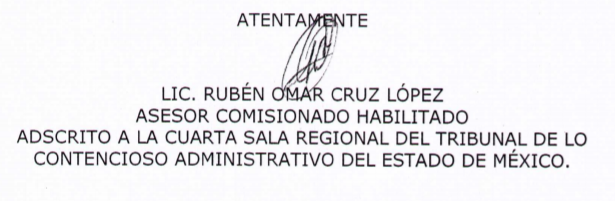 ATENTAMENTE
LIC. RUBÉN OMAR CRUZ LÓPEZ
ASESOR COMISIONADO HABILITADO
ADSCRITO A LA CUARTA SALA REGIONAL DEL TRIBUNAL DE LO
CONTENCIOSO ADMINISTRATIVO DEL ESTADO DE MÉXICO.